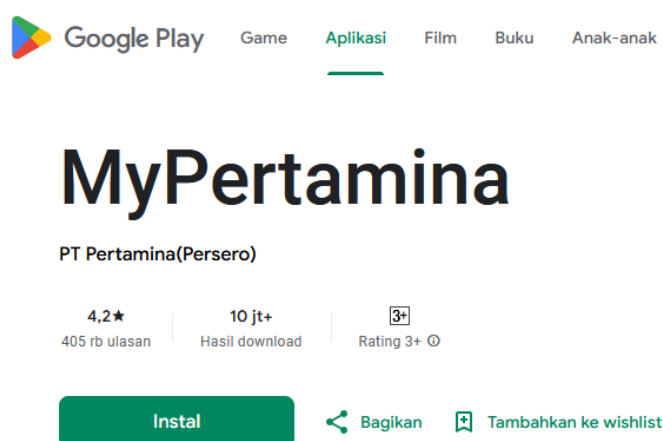 Google Play Game Aplikasi Film Buku Anak-anak
MyPertamina
PT Pertamina(Persero)
4,2★ 10 jt+ 3+
405 rb ulasan Hasil download Rating 3+
Instal Bagikan Tambahkan ke wishlist